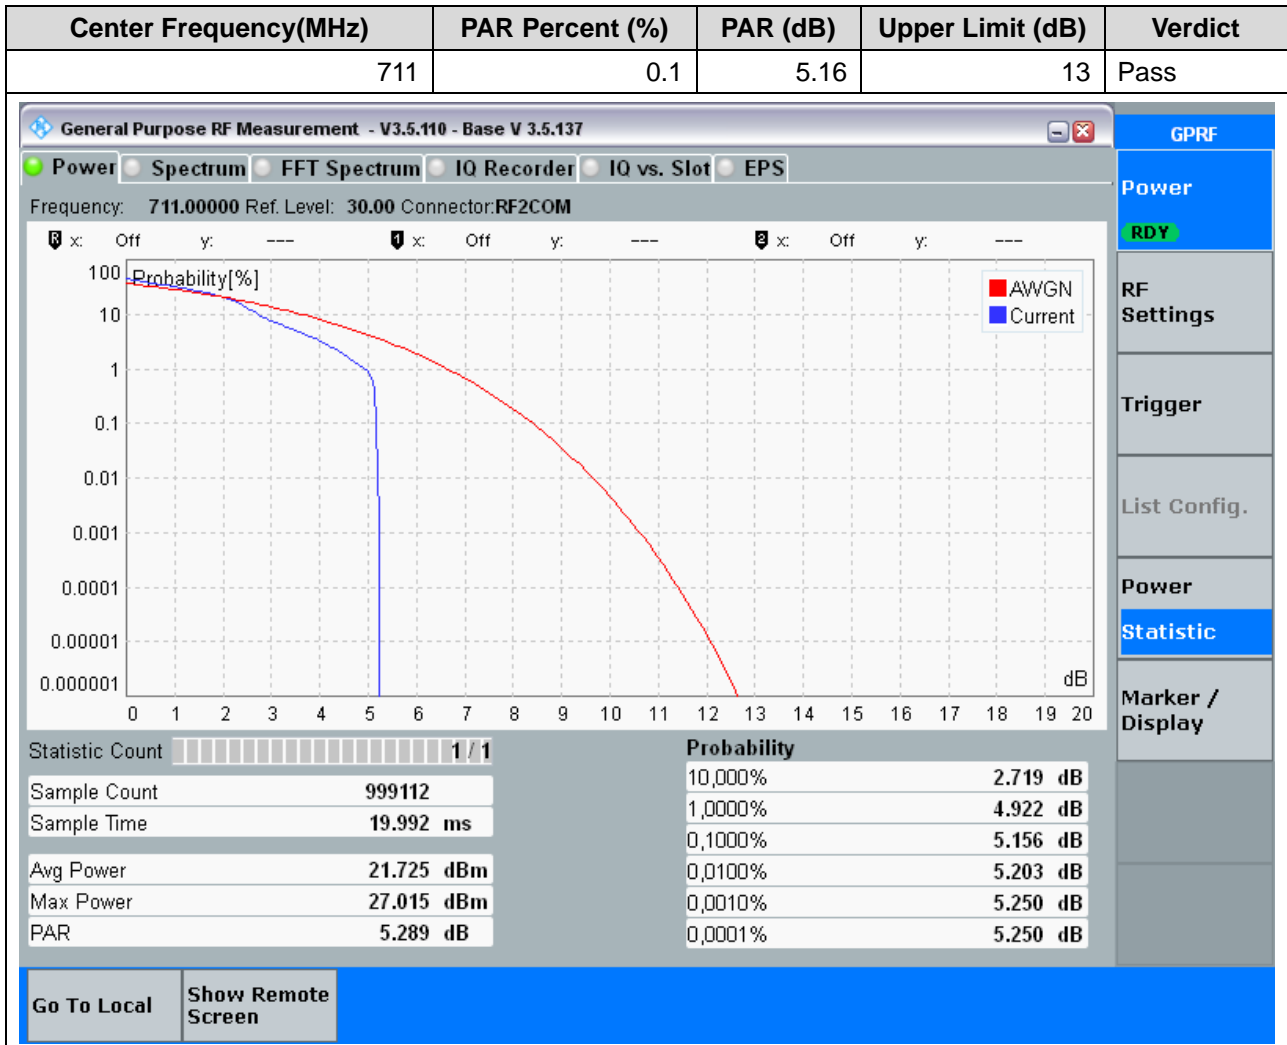 Center Frequency(MHz) PAR Percent (%) PAR (dB) Upper Limit (dB) Verdict
711 0.1 5.16 13 Pass
General Purpose RF Measurement - V3.5.110 - Base V 3.5.137
GPRF
Power Spectrum FFT Spectrum IQ Recorder IQ vs. Slot EPS
Power
RDY
Frequency: 711.00000 Ref. Level: 30.00 Connector:RF2COM
R x: Off y: --- 1 x: Off y: --- 2 x: Off y: ---
Probability[%]
AWGN
Current
100
10
1
0.1
0.01
0.001
0.0001
0.00001
0.000001
dB
0 1 2 3 4 5 6 7 8 9 10 11 12 13 14 15 16 17 18 19 20
RF
Settings
Trigger
List Config.
Power
Statistic
Marker /
Display
Statistic Count 1 / 1
Sample Count 999112
Sample Time 19.992 ms
Avg Power 21.725 dBm
Max Power 27.015 dBm
PAR 5.289 dB
Probability
10,000% 2.719 dB
1,0000% 4.922 dB
0,1000% 5.156 dB
0,0100% 5.203 dB
0,0010% 5.250 dB
0,0001% 5.250 dB
Go To Local
Show Remote
Screen